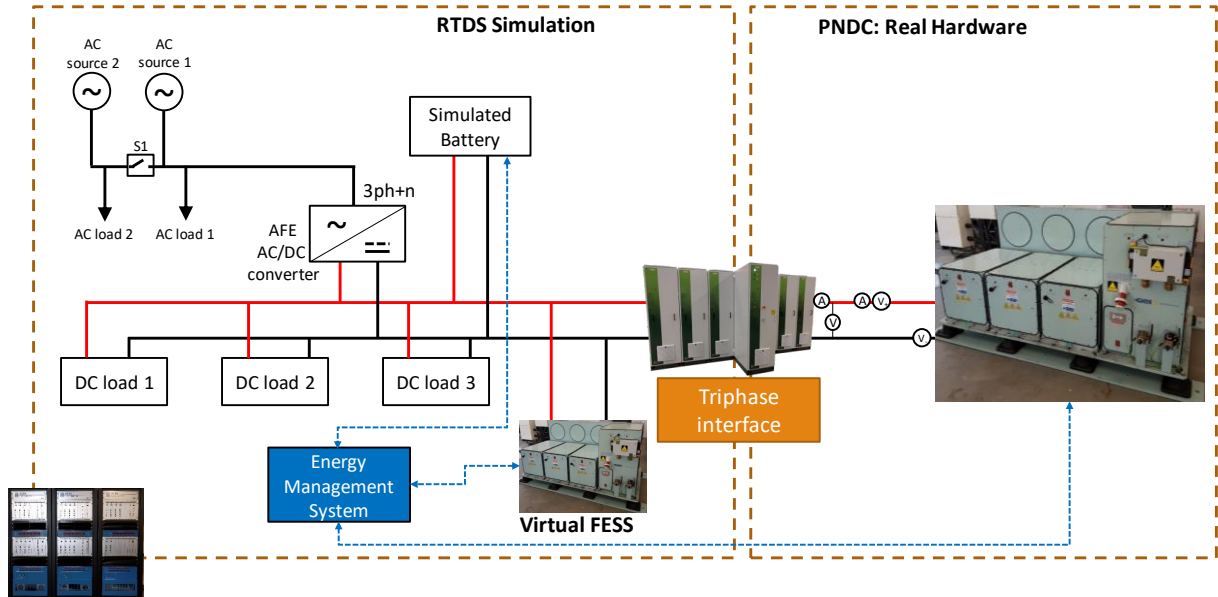 RTDS Simulation
PNDC: Real Hardware
AC
source 2
AC
source 1
S1
AC load 2
AC load 1
3ph+n
AFE
AC/DC
converter
Simulated
Battery
A
A
V+
V
V-
DC load 1
DC load 2
DC load 3
Triphase
interface
Energy
Management
System
Virtual FESS